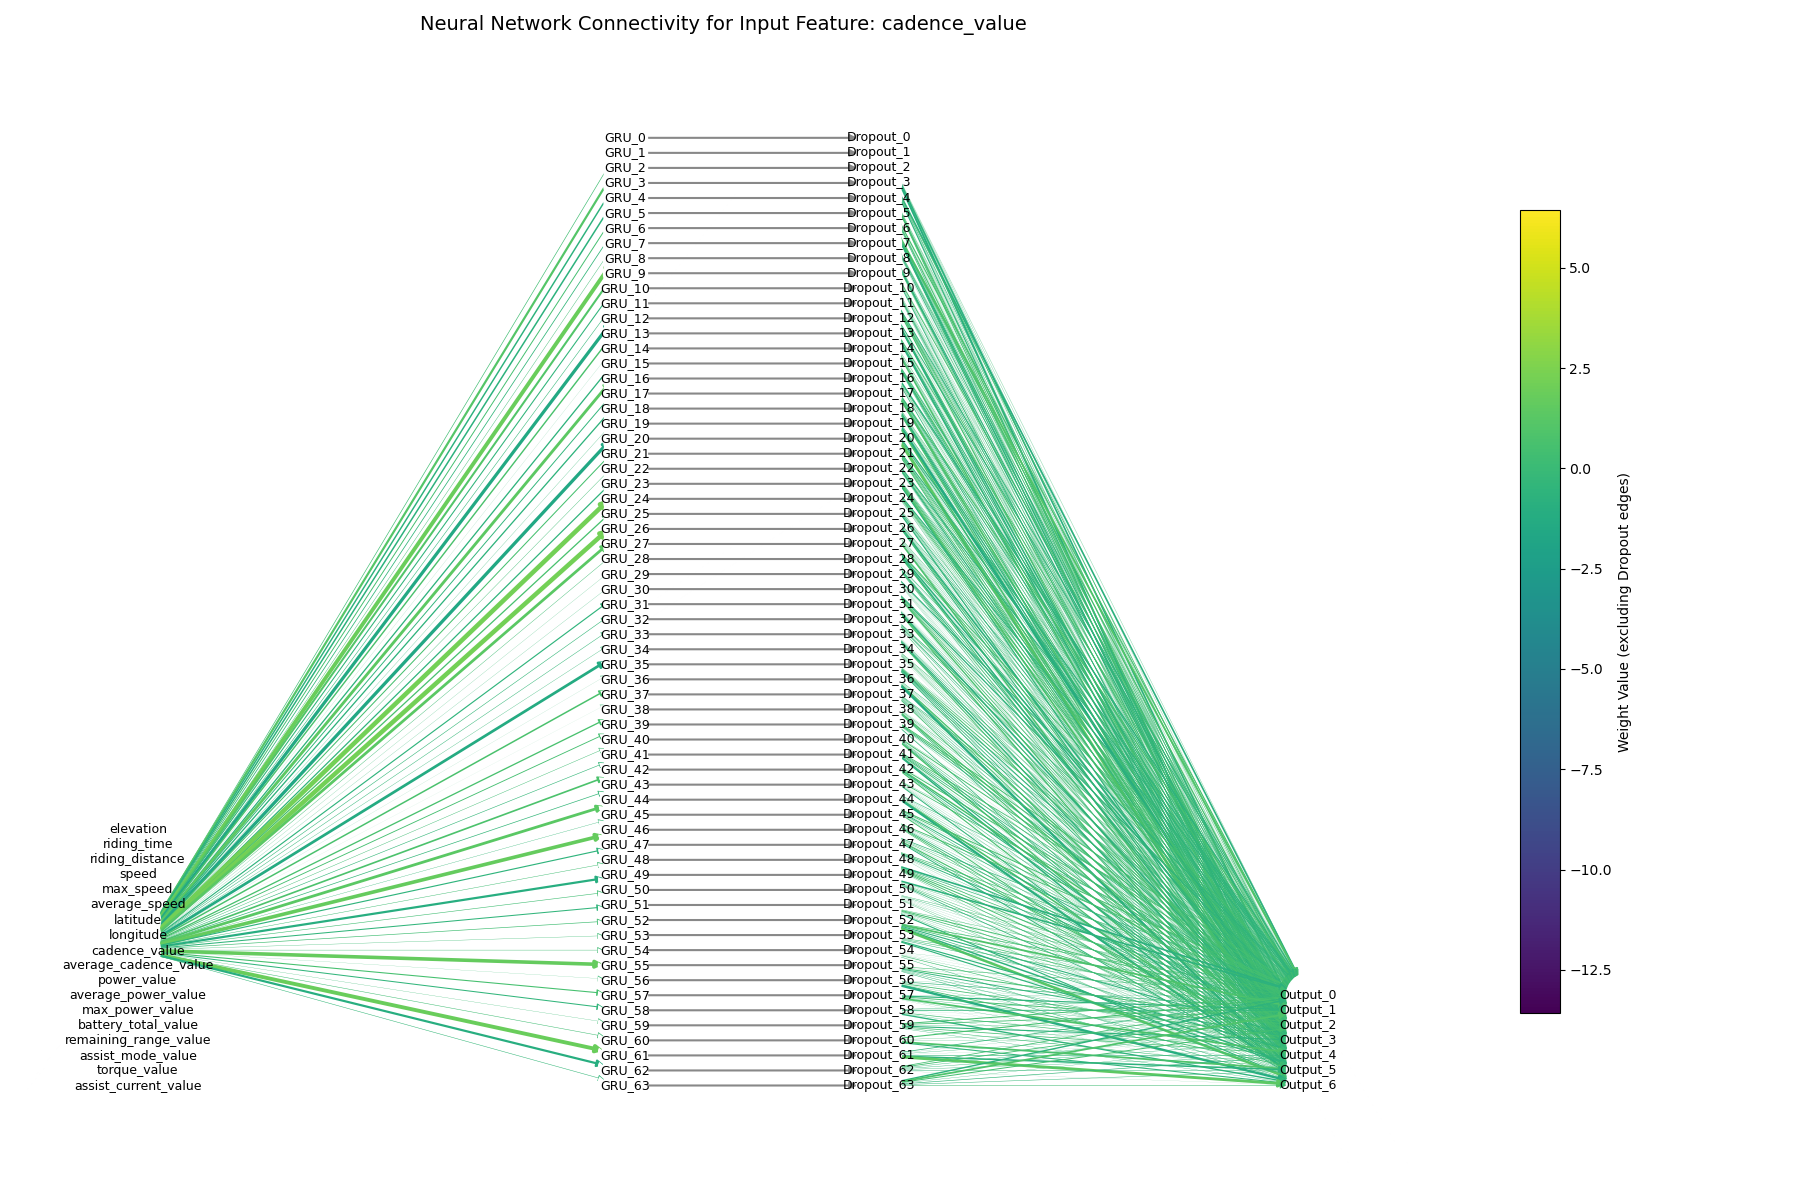 Neural Network Connectivity for Input Feature: cadence_value
elevation
riding_time
riding_distance
speed
max_speed
average_speed
latitude
longitude
cadence_value
average_cadence_value
power_value
average_power_value
max_power_value
battery_total_value
remaining_range_value
assist_mode_value
torque_value
assist_current_value
GRU_0
GRU_1
GRU_2
GRU_3
GRU_4
GRU_5
GRU_6
GRU_7
GRU_8
GRU_9
GRU_10
GRU_11
GRU_12
GRU_13
GRU_14
GRU_15
GRU_16
GRU_17
GRU_18
GRU_19
GRU_20
GRU_21
GRU_22
GRU_23
GRU_24
GRU_25
GRU_26
GRU_27
GRU_28
GRU_29
GRU_30
GRU_31
GRU_32
GRU_33
GRU_34
GRU_35
GRU_36
GRU_37
GRU_38
GRU_39
GRU_40
GRU_41
GRU_42
GRU_43
GRU_44
GRU_45
GRU_46
GRU_47
GRU_48
GRU_49
GRU_50
GRU_51
GRU_52
GRU_53
GRU_54
GRU_55
GRU_56
GRU_57
GRU_58
GRU_59
GRU_60
GRU_61
GRU_62
GRU_63
Dropout_0
Dropout_1
Dropout_2
Dropout_3
Dropout_4
Dropout_5
Dropout_6
Dropout_7
Dropout_8
Dropout_9
Dropout_10
Dropout_11
Dropout_12
Dropout_13
Dropout_14
Dropout_15
Dropout_16
Dropout_17
Dropout_18
Dropout_19
Dropout_20
Dropout_21
Dropout_22
Dropout_23
Dropout_24
Dropout_25
Dropout_26
Dropout_27
Dropout_28
Dropout_29
Dropout_30
Dropout_31
Dropout_32
Dropout_33
Dropout_34
Dropout_35
Dropout_36
Dropout_37
Dropout_38
Dropout_39
Dropout_40
Dropout_41
Dropout_42
Dropout_43
Dropout_44
Dropout_45
Dropout_46
Dropout_47
Dropout_48
Dropout_49
Dropout_50
Dropout_51
Dropout_52
Dropout_53
Dropout_54
Dropout_55
Dropout_56
Dropout_57
Dropout_58
Dropout_59
Dropout_60
Dropout_61
Dropout_62
Dropout_63
Output_0
Output_1
Output_2
Output_3
Output_4
Output_5
Output_6
5.0
2.5
0.0
−2.5
−5.0
−7.5
−10.0
−12.5
Weight Value (excluding Dropout edges)